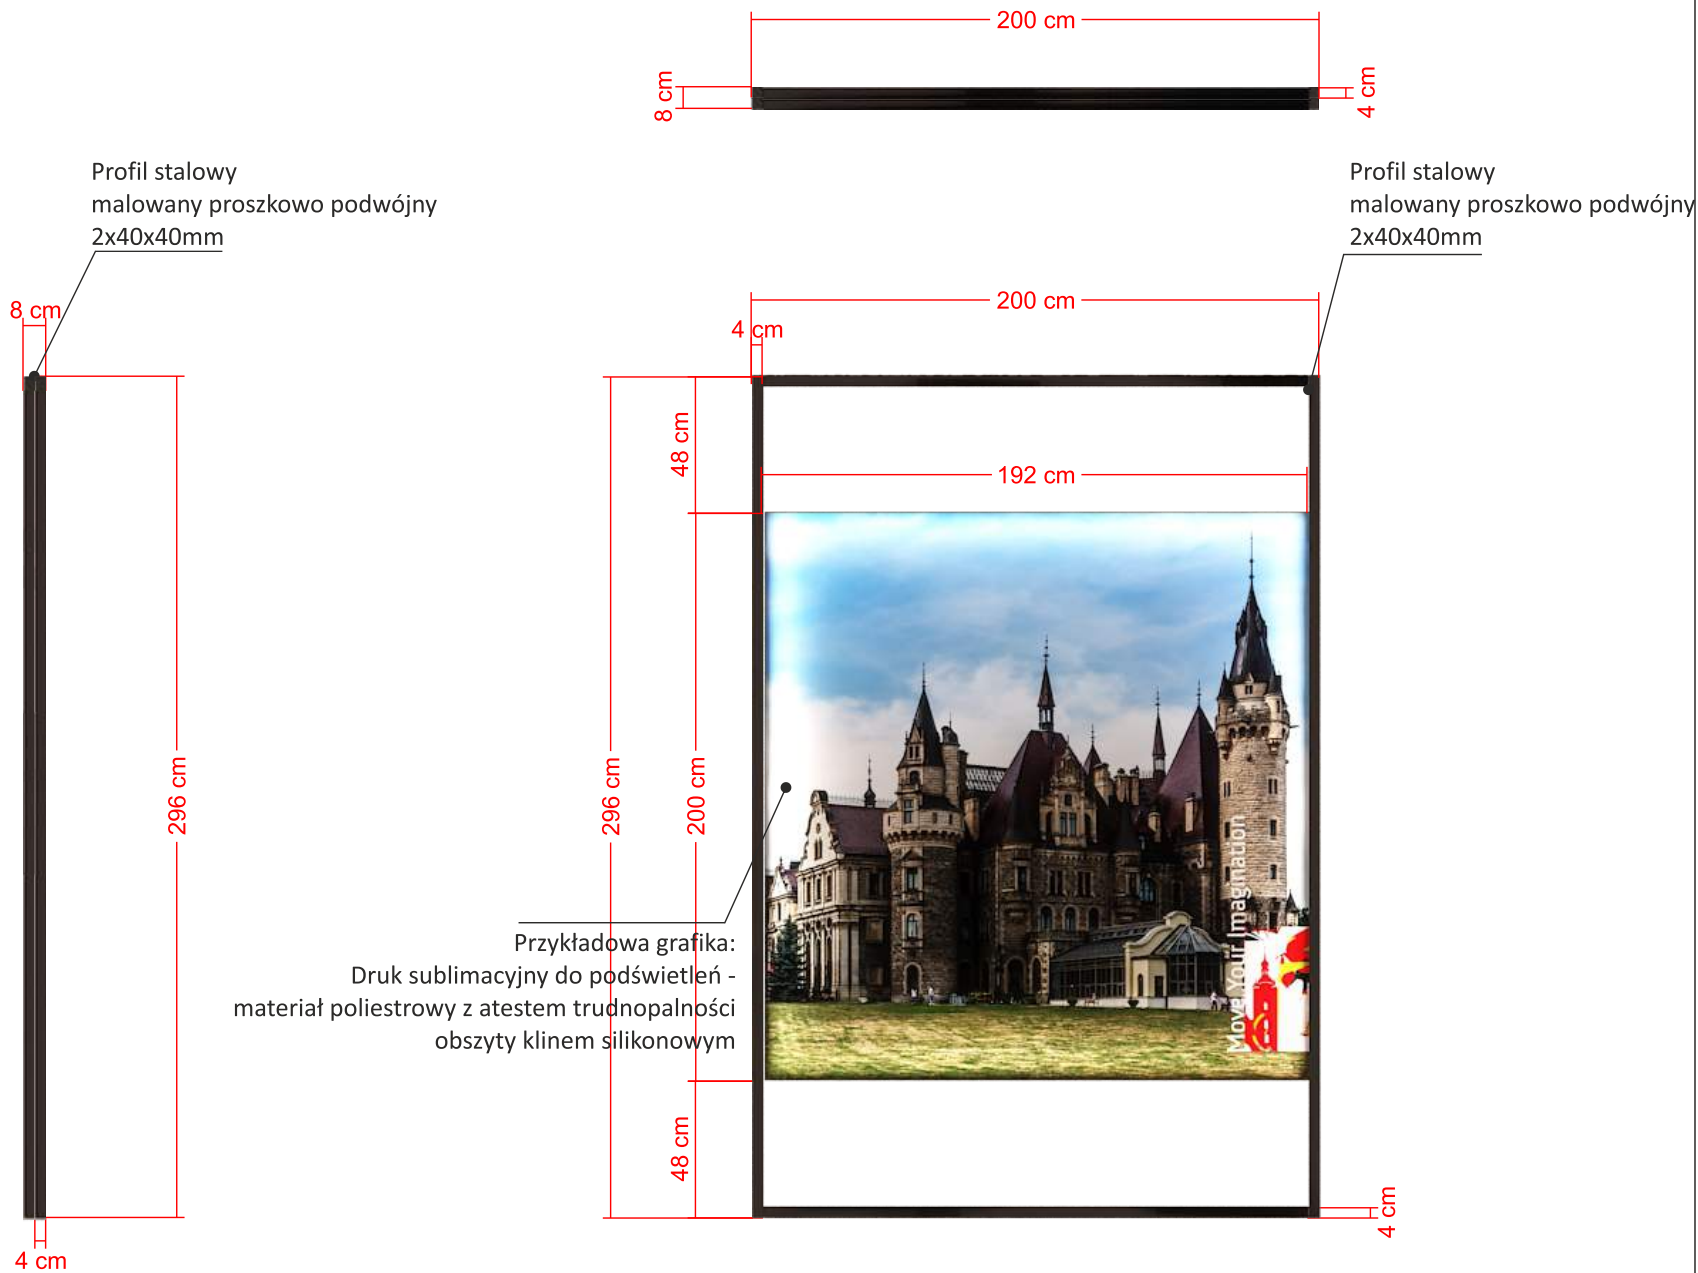 200 cm
8 cm
4 cm
Profil stalowy
malowany proszkowo podwójny
2x40x40mm
Profil stalowy
malowany proszkowo podwójny
2x40x40mm
8 cm
200 cm
4 cm
48 cm
192 cm
296 cm
296 cm
200 cm
Move Your Imagination
Przykładowa grafika:
Druk sublimacyjny do podświetleń -
materiał poliestrowy z atestem trudnopalności
obszyty klinem silikonowym
48 cm
4 cm
4 cm